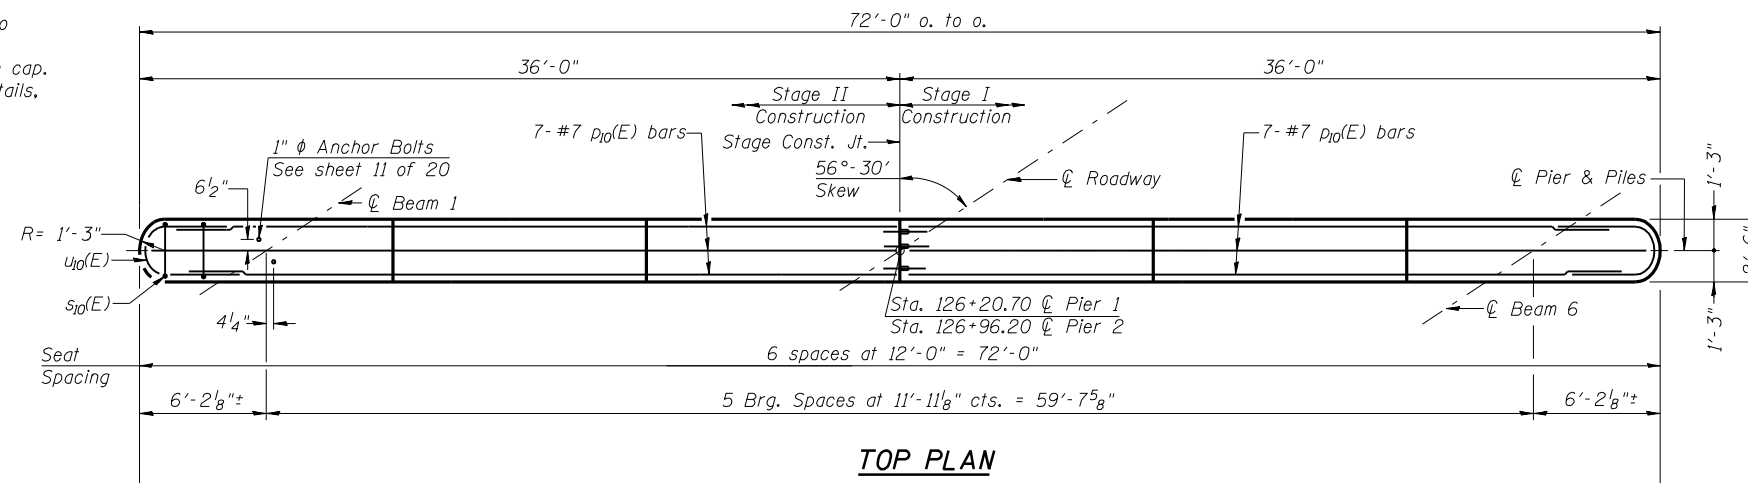 o
72'-0" o. to o.
cap.
tails,
36'-0"
36'-0"
Stage II
Construction
Stage I
Construction
7-#7 p10(E) bars
7-#7 p10(E) bars
Stage Const. Jt.
1" ϕ Anchor Bolts
See sheet 11 of 20
56°-30'
Skew
6½"
℄ Roadway
℄ Pier & Piles
1'-3"
℄ Beam 1
R= 1'-3"
u10(E)
s10(E)
4¼"
Sta. 126+20.70 ℄ Pier 1
Sta. 126+96.20 ℄ Pier 2
℄ Beam 6
1'-3"
Seat
Spacing
6 spaces at 12'-0" = 72'-0"
6'-2⅛"±
5 Brg. Spaces at 11'-11⅛" cts. = 59'-7⅝"
6'-2⅛"±
TOP PLAN